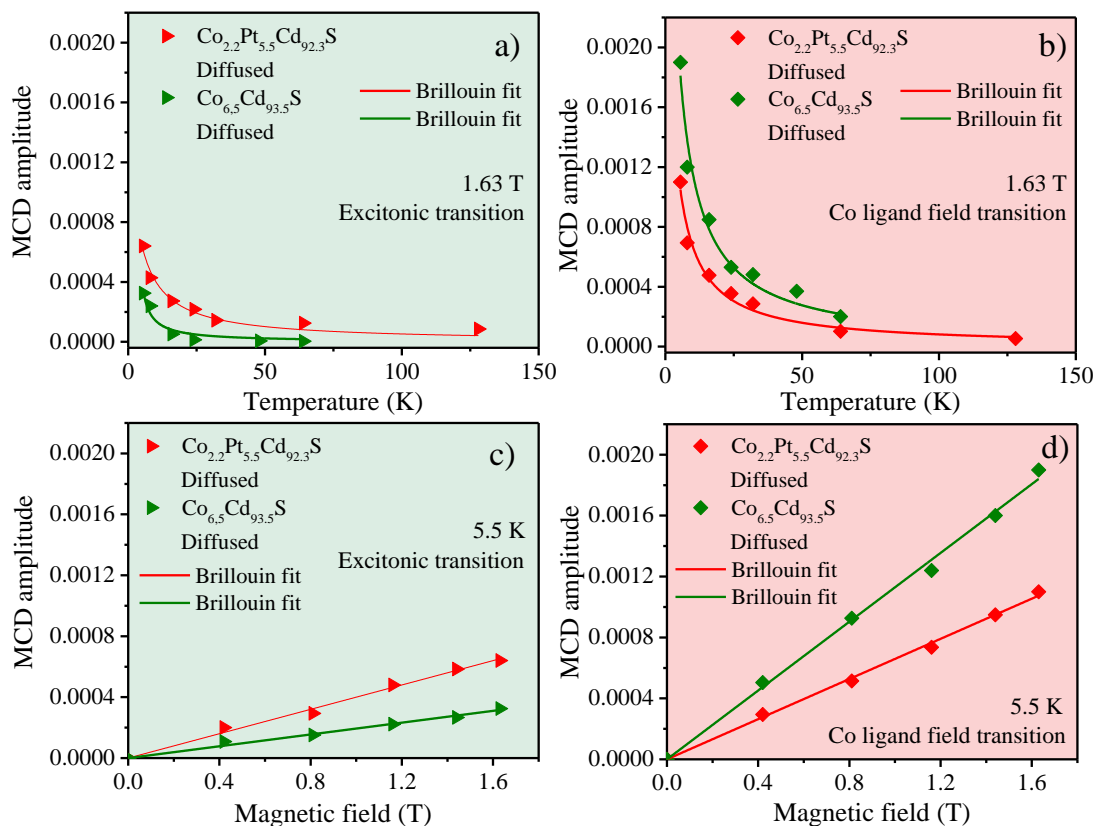 a)
MCD amplitude
0.0020
0.0016
0.0012
0.0008
0.0004
0.0000
Co2.2Pt5.5Cd92.3S
Diffused
Co6,5Cd93.5S
Diffused
Brillouin fit
Brillouin fit
1.63 T
Excitonic transition
0 50 100 150
Temperature (K)
b)
MCD amplitude
0.0020
0.0016
0.0012
0.0008
0.0004
0.0000
Co2.2Pt5.5Cd92.3S
Diffused
Co6.5Cd93.5S
Diffused
Brillouin fit
Brillouin fit
1.63 T
Co ligand field transition
0 50 100 150
Temperature (K)
c)
MCD amplitude
0.0020
0.0016
0.0012
0.0008
0.0004
0.0000
Co2.2Pt5.5Cd92.3S
Diffused
Co6,5Cd93.5S
Diffused
Brillouin fit
Brillouin fit
5.5 K
Excitonic transition
0.0 0.4 0.8 1.2 1.6
Magnetic field (T)
d)
MCD amplitude
0.0020
0.0016
0.0012
0.0008
0.0004
0.0000
Co2.2Pt5.5Cd92.3S
Diffused
Co6.5Cd93.5S
Diffused
Brillouin fit
Brillouin fit
5.5 K
Co ligand field transition
0.0 0.4 0.8 1.2 1.6
Magnetic field (T)